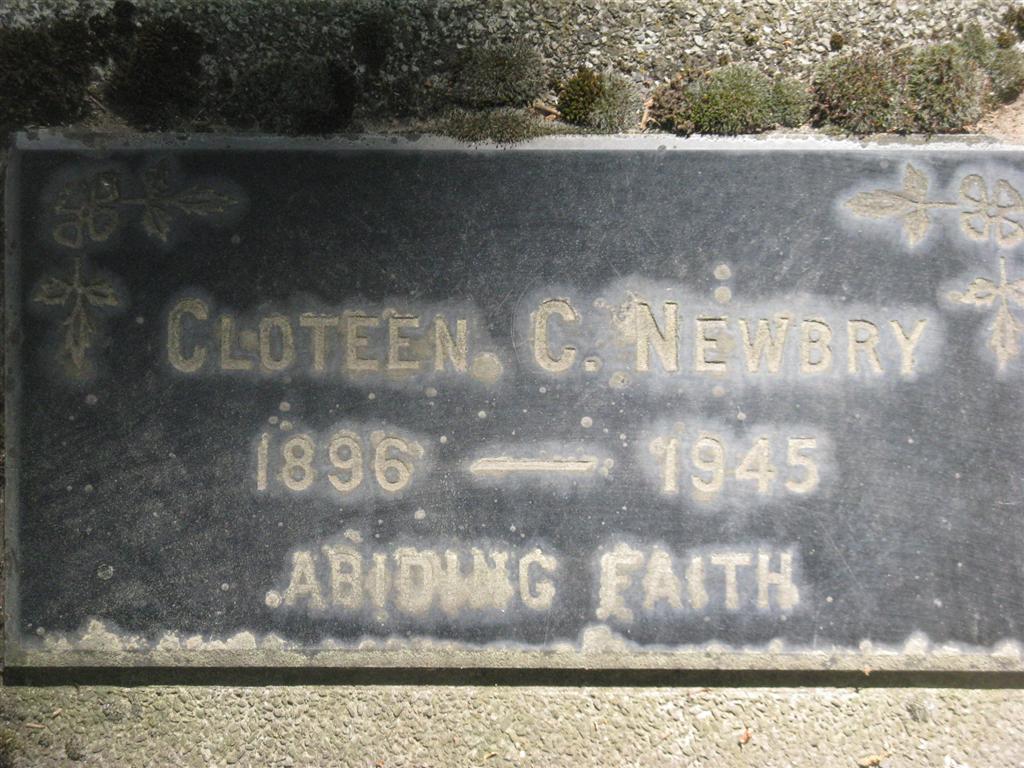 CLOTEEN C. NEWBRY
1896 — 1945
ABIDING FAITH